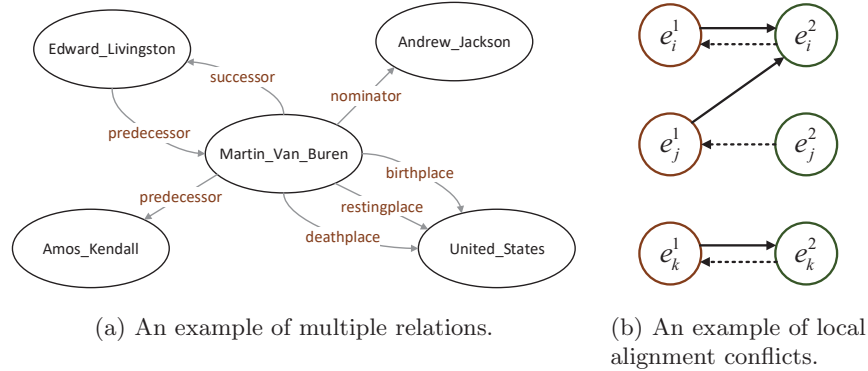 Edward_Livingston
Andrew_Jackson
successor
nominator
predecessor
Martin_Van_Buren
birthplace
predecessor
restingplace
deathplace
Amos_Kendall
United_States
(a) An example of multiple relations.
e_i^1
e_i^2
e_j^1
e_j^2
e_k^1
e_k^2
(b) An example of local
alignment conflicts.